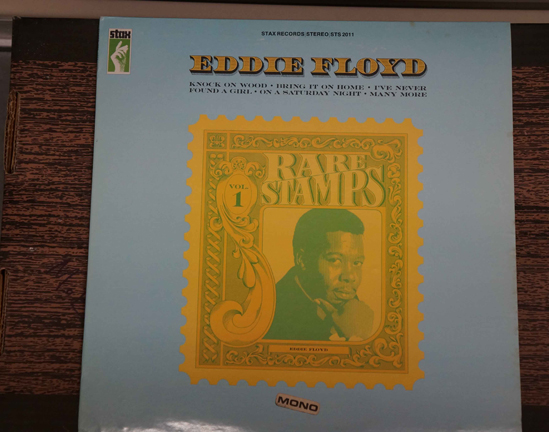 stax
STAX RECORDS; STEREO; STS 2011
EDDIE FLOYD
KNOCK ON WOOD • BRING IT ON HOME • I'VE NEVER
FOUND A GIRL • ON A SATURDAY NIGHT • MANY MORE
RARE
STAMPS
VOL.
1
EDDIE FLOYD
MONO